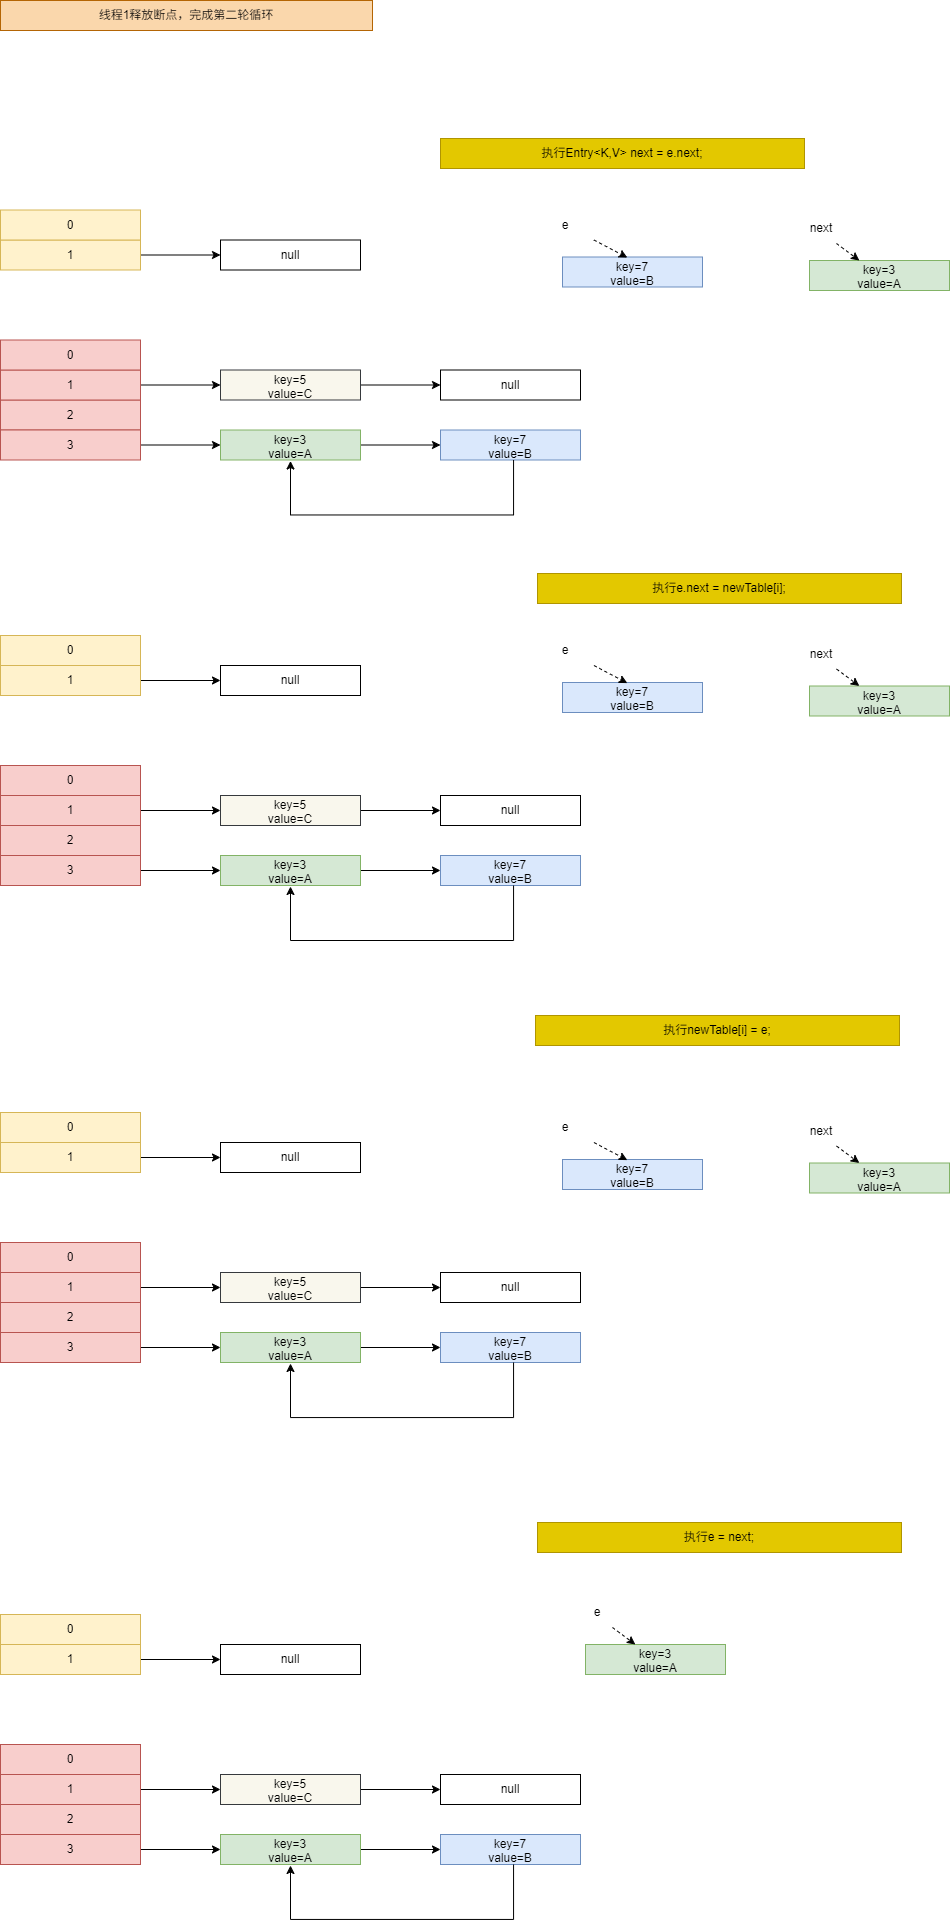 线程1释放断点，完成第二轮循环
执行Entry<K,V> next = e.next;
0
1
null
e
key=7
value=B
next
key=3
value=A
0
1
2
3
key=5
value=C
null
key=3
value=A
key=7
value=B
执行e.next = newTable[i];
0
1
null
e
key=7
value=B
next
key=3
value=A
0
1
2
3
key=5
value=C
null
key=3
value=A
key=7
value=B
执行newTable[i] = e;
0
1
null
e
key=7
value=B
next
key=3
value=A
0
1
2
3
key=5
value=C
null
key=3
value=A
key=7
value=B
执行e = next;
0
1
null
e
key=3
value=A
0
1
2
3
key=5
value=C
null
key=3
value=A
key=7
value=B